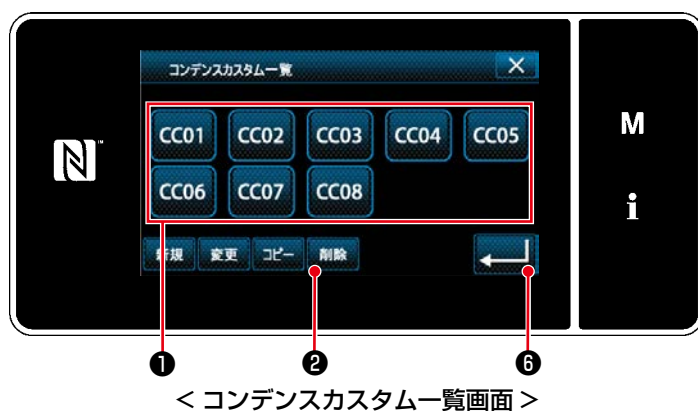 コンデンスカスタム一覧
CC01 CC02 CC03 CC04 CC05
CC06 CC07 CC08
新規 変更 コピー 削除
N™
M
i
❶ ❷ ❻
＜ コンデンスカスタム一覧画面 ＞